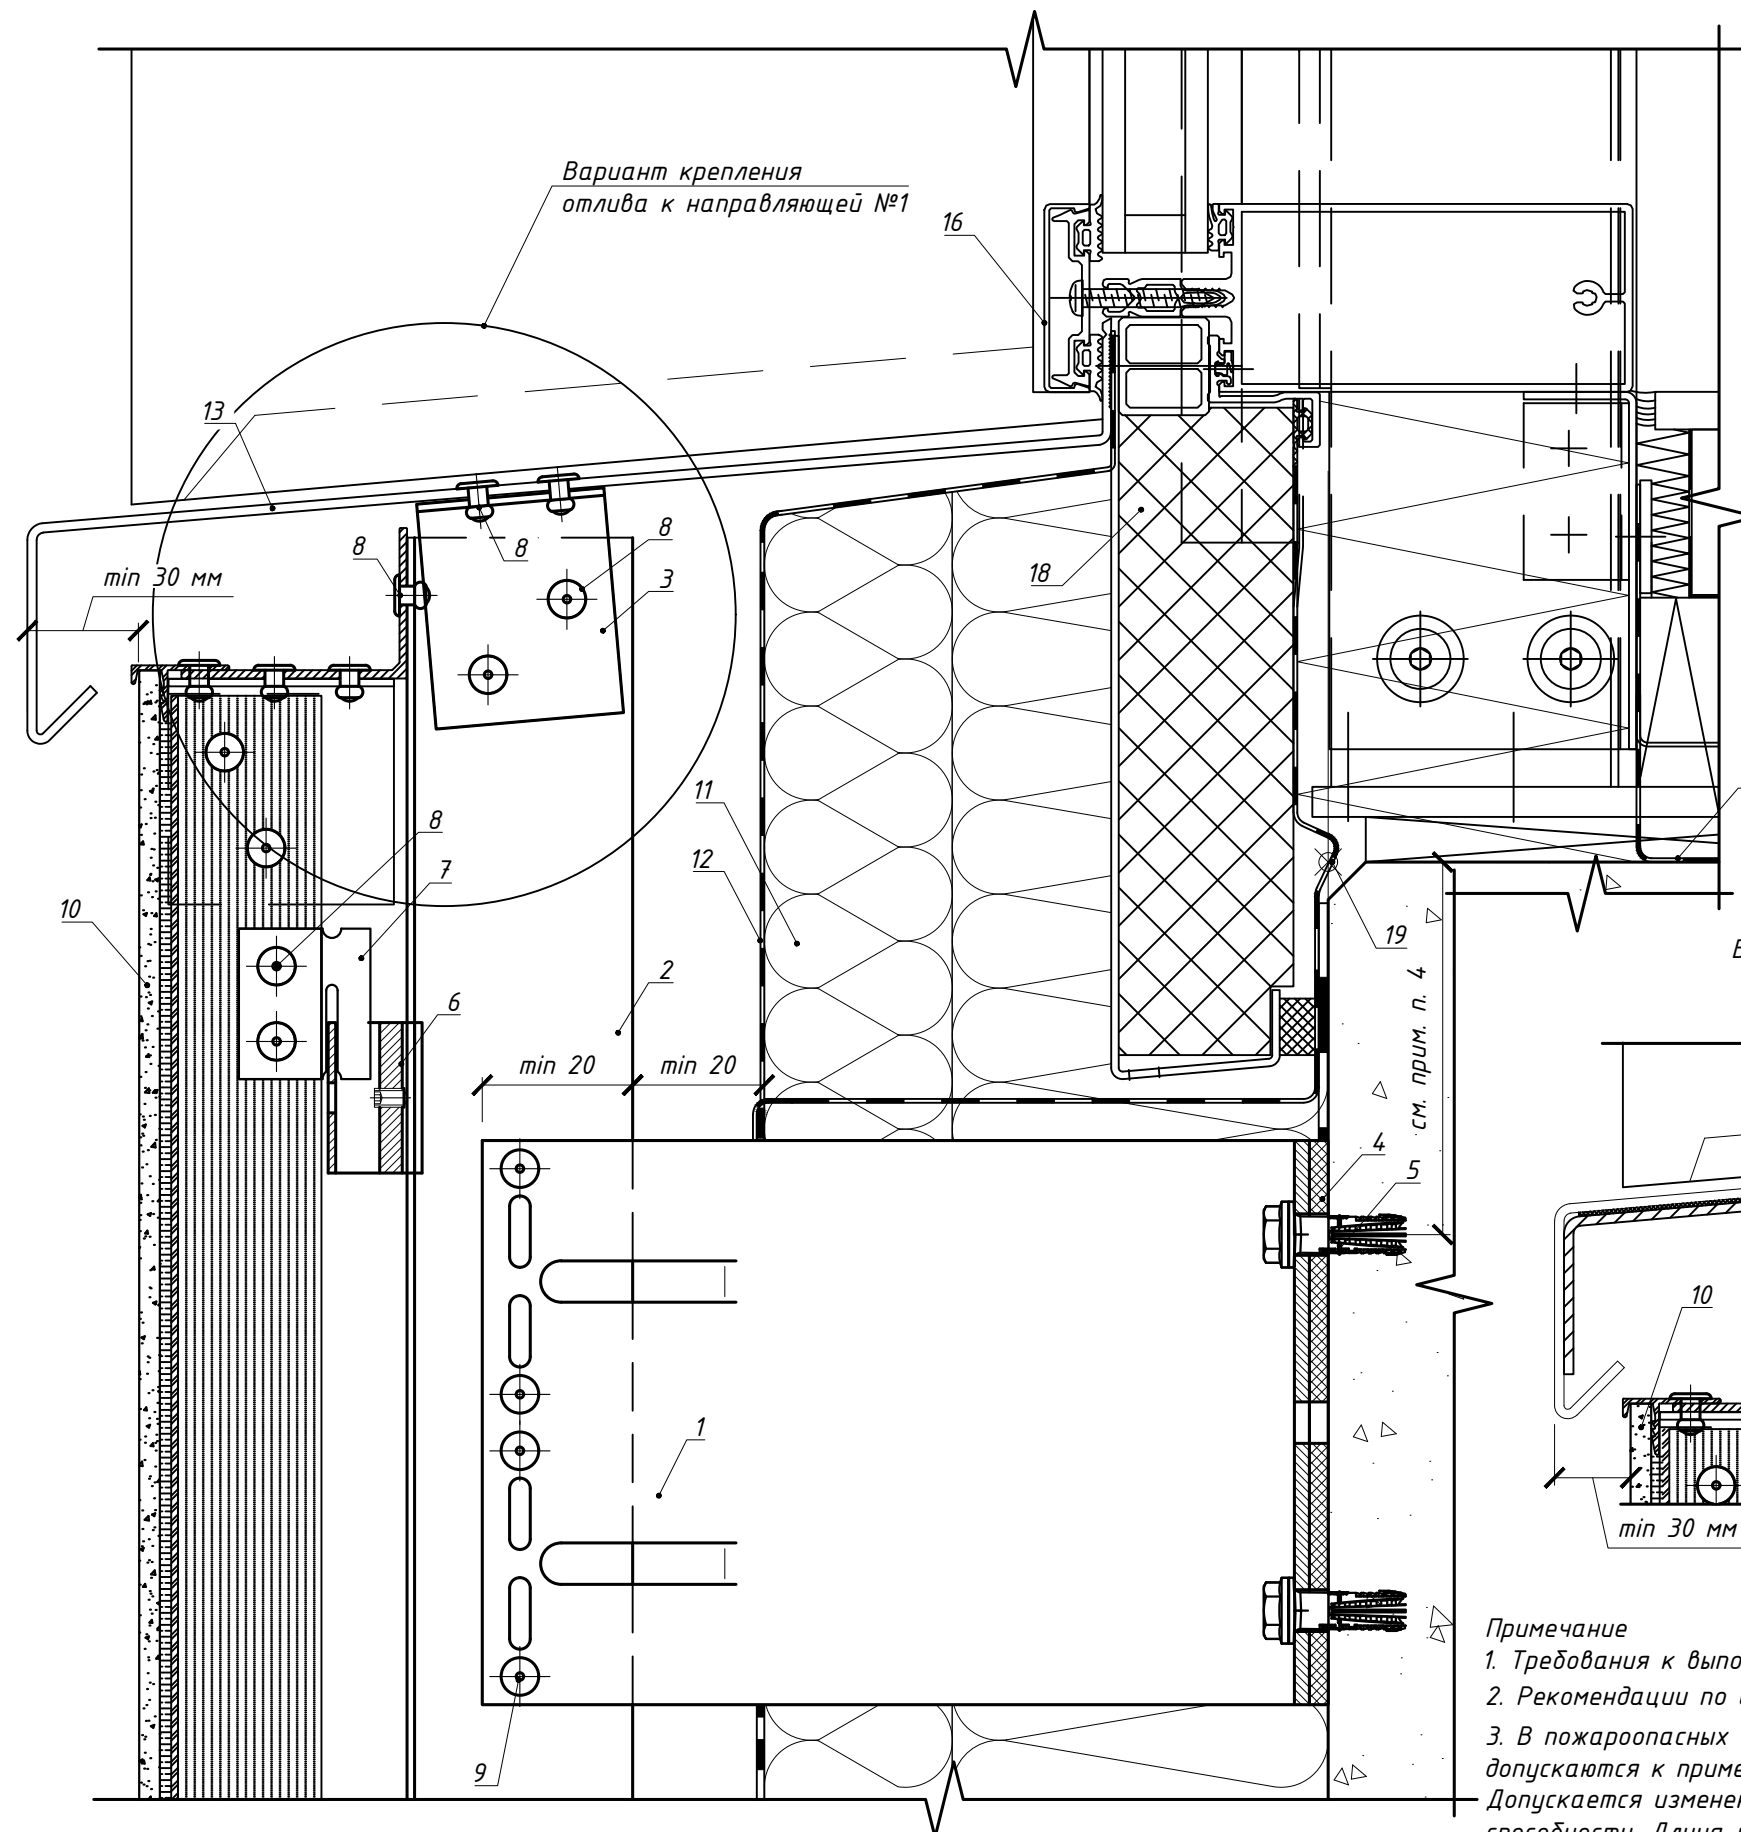 Вариант крепления
отлива к направляющей №1
16
13
8
8
8
3
min 30 мм
18
11
8
7
12
10
19
2
6
см. прим. п. 4
min 20
min 20
4
5
10
1
min 30 мм
9
Примечание
1. Требования к выпо
2. Рекомендации по
3. В пожароопасных
допускаются к приме
Допускается изменен